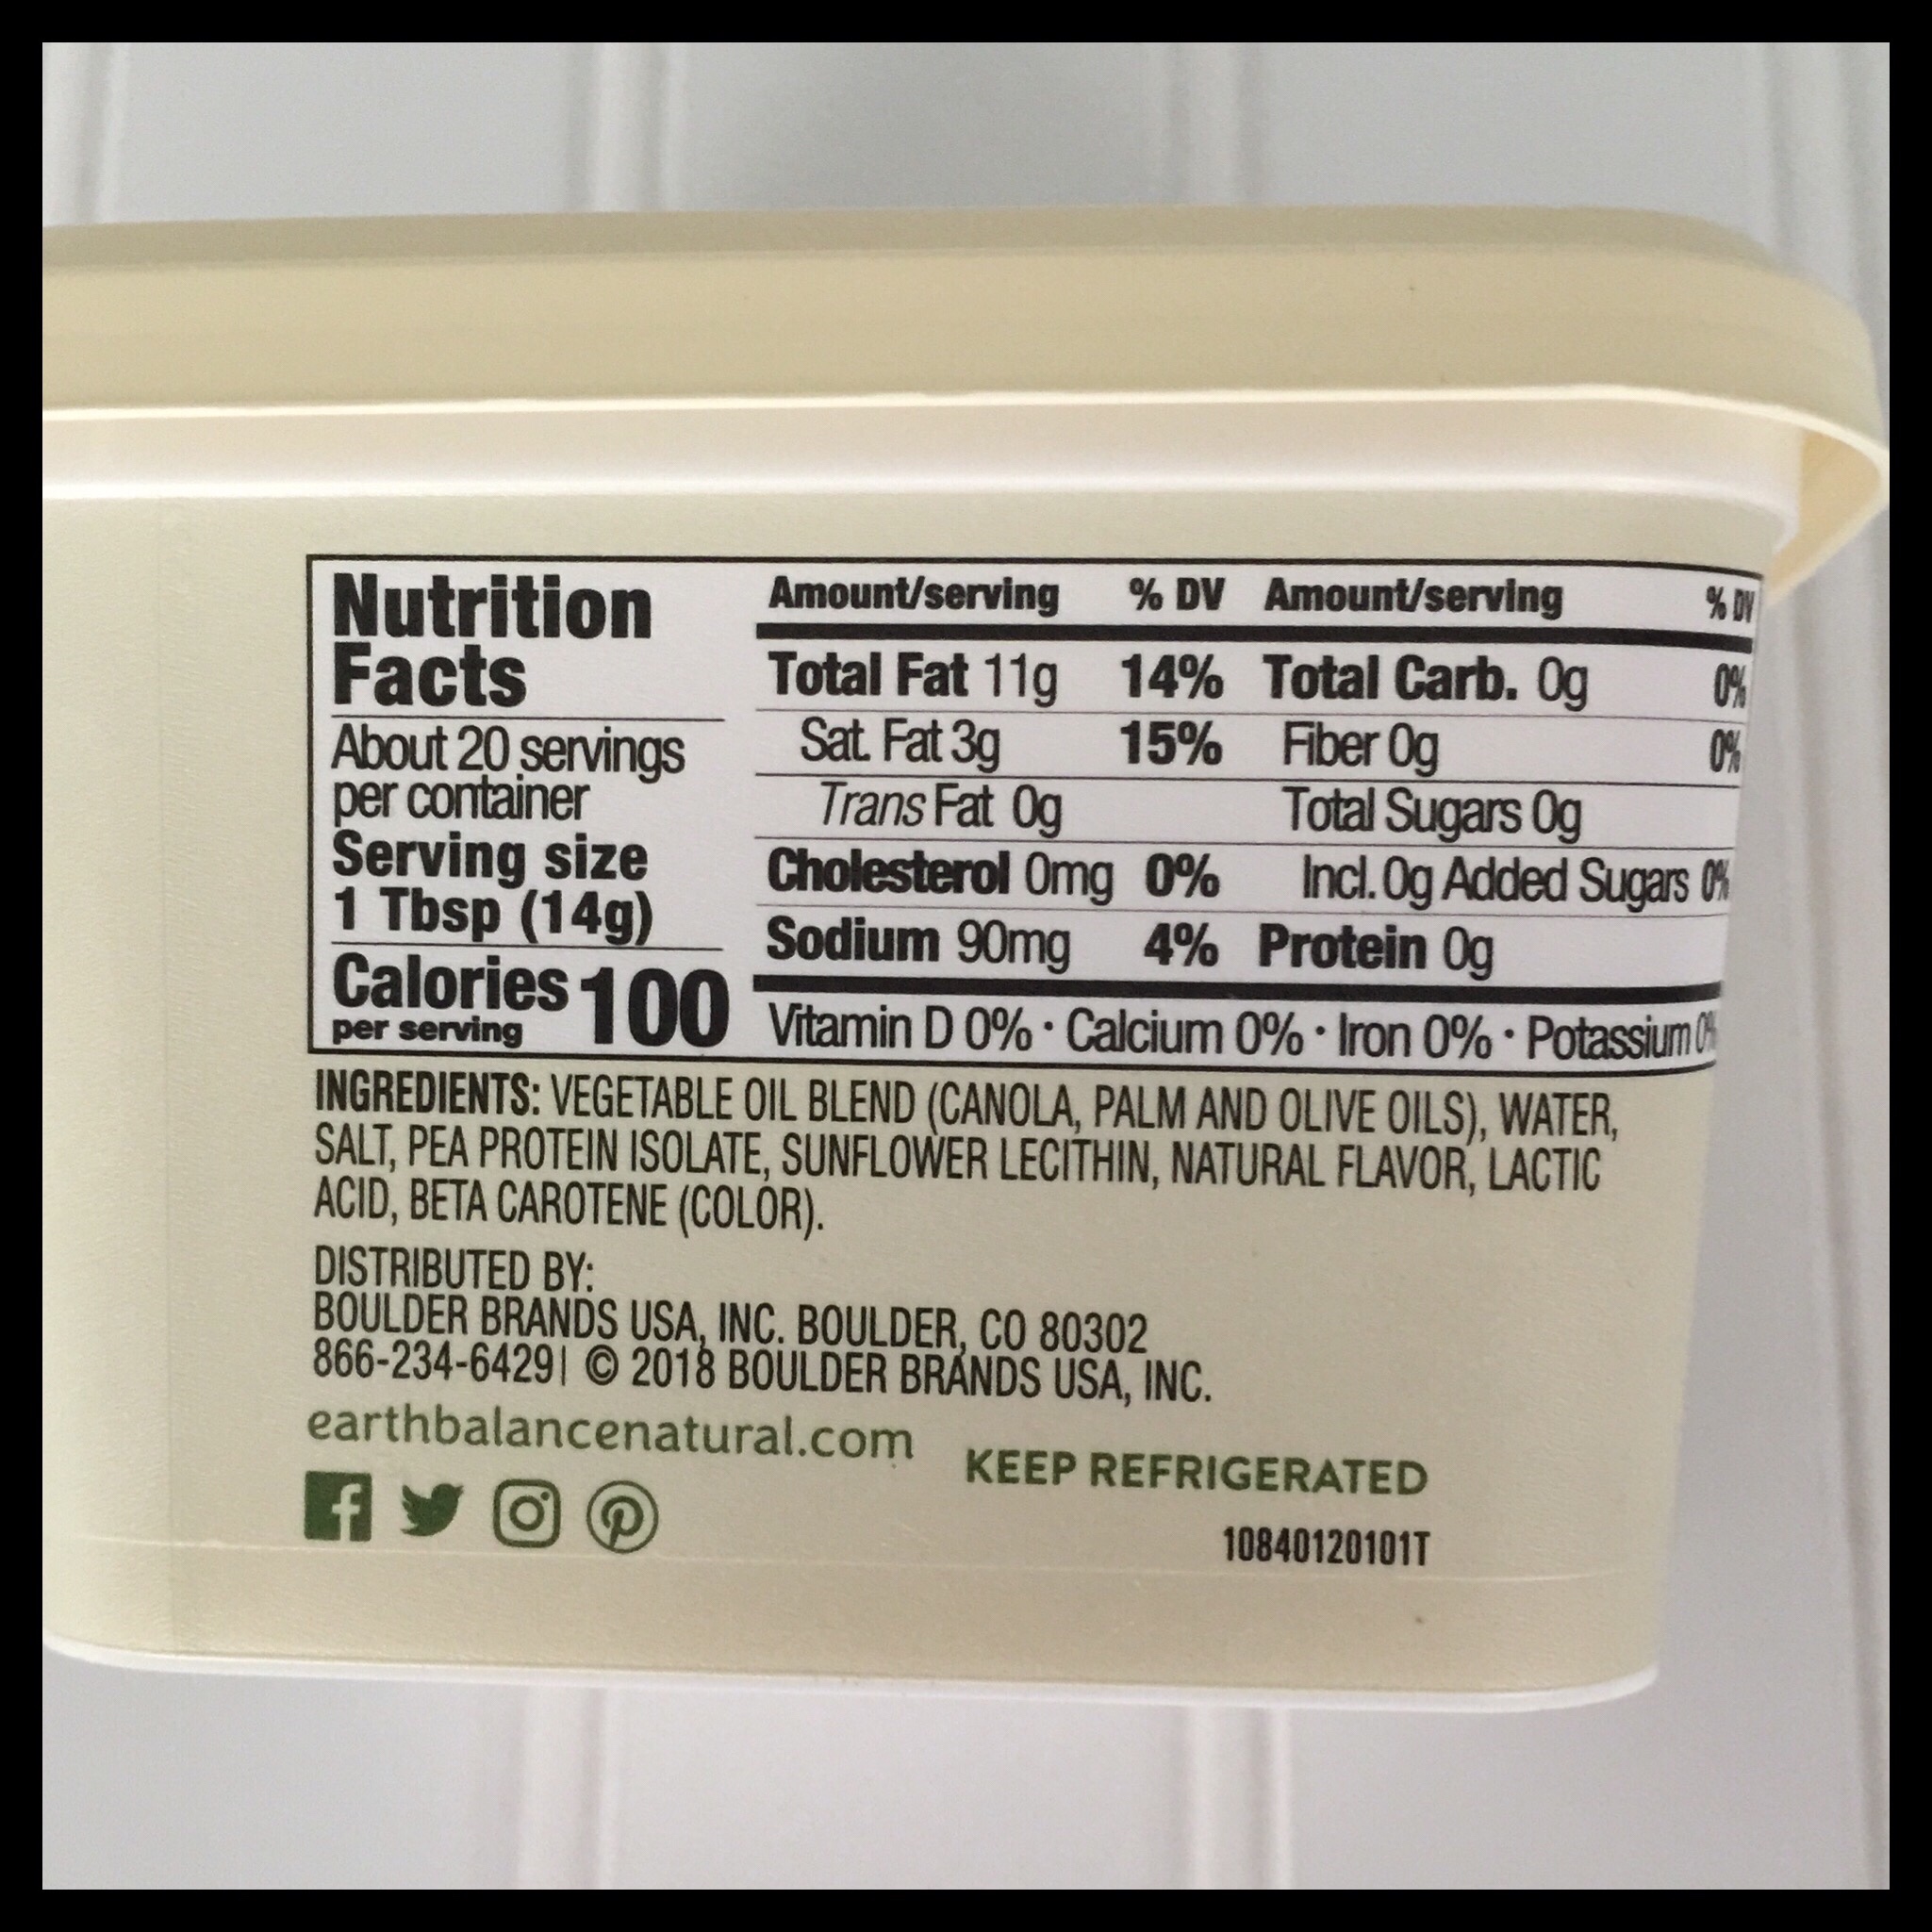 Nutrition
Facts
About 20 servings
per container
Serving size
1 Tbsp (14g)
Calories 100
per serving
Amount/serving % DV Amount/serving % DV
Total Fat 11g 14% Total Carb. 0g 0%
Sat. Fat 3g 15% Fiber 0g 0%
Trans Fat 0g Total Sugars 0g
Cholesterol 0mg 0% Incl. 0g Added Sugars 0%
Sodium 90mg 4% Protein 0g
Vitamin D 0% · Calcium 0% · Iron 0% · Potassium 0%
INGREDIENTS: VEGETABLE OIL BLEND (CANOLA, PALM AND OLIVE OILS), WATER,
SALT, PEA PROTEIN ISOLATE, SUNFLOWER LECITHIN, NATURAL FLAVOR, LACTIC
ACID, BETA CAROTENE (COLOR).
DISTRIBUTED BY:
BOULDER BRANDS USA, INC. BOULDER, CO 80302
866-234-6429| © 2018 BOULDER BRANDS USA, INC.
earthbalancenatural.com
KEEP REFRIGERATED
10840120101T